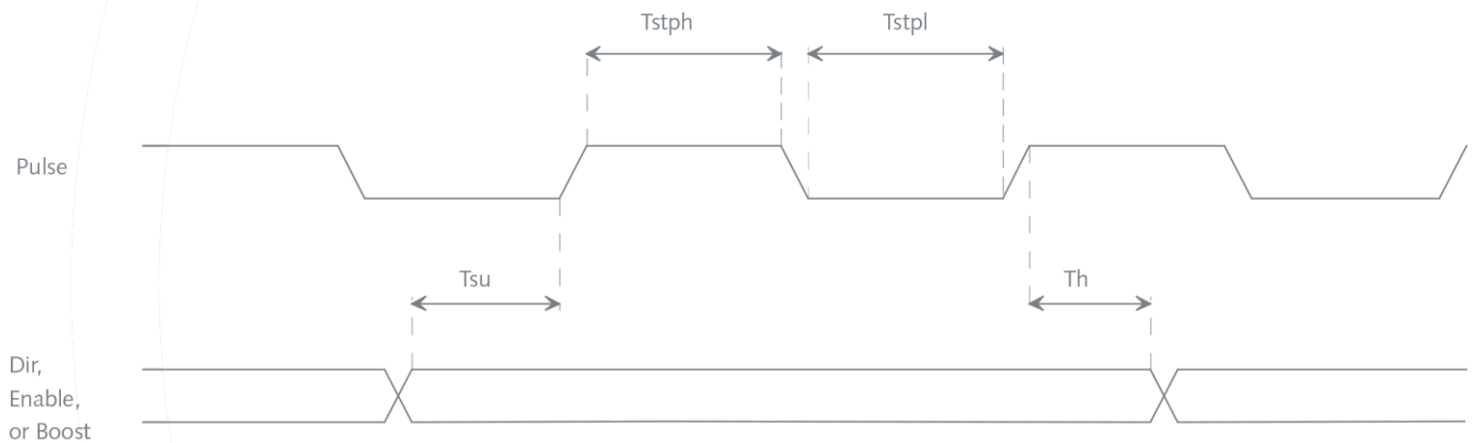 Tstph
Tstpl
Pulse
Tsu
Th
Dir,
Enable,
or Boost